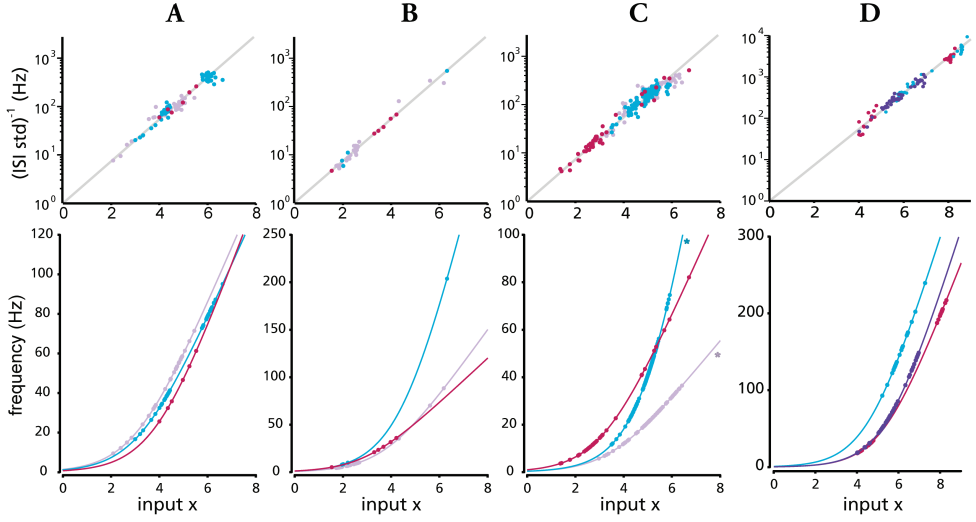 A B C D
(ISI std)⁻¹ (Hz)
10³ 10² 10¹ 10⁰
0 2 4 6 8
10³ 10² 10¹ 10⁰
0 2 4 6 8
10³ 10² 10¹ 10⁰
0 2 4 6 8
10⁴ 10³ 10² 10¹ 10⁰
0 2 4 6 8
frequency (Hz)
120 100 80 60 40 20 0
0 2 4 6 8
input x
250 200 150 100 50 0
0 2 4 6 8
input x
100 80 60 40 20 0
*
*
0 2 4 6 8
input x
300 200 100 0
0 2 4 6 8
input x